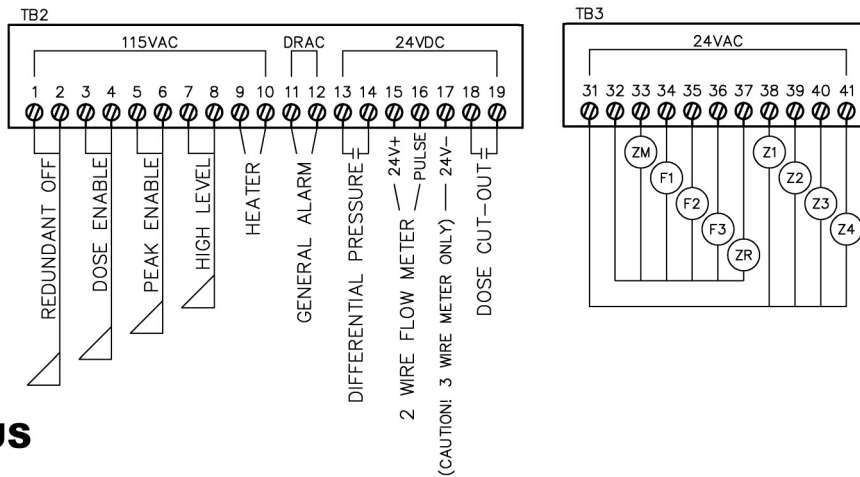 TB2
115VAC DRAC 24VDC
1 2 3 4 5 6 7 8 9 10 11 12 13 14 15 16 17 18 19
REDUNDANT OFF
DOSE ENABLE
PEAK ENABLE
HIGH LEVEL
HEATER
GENERAL ALARM
DIFFERENTIAL PRESSURE
24V+
PULSE
2 WIRE FLOW METER
24V-
(CAUTION! 3 WIRE METER ONLY)
DOSE CUT-OUT
TB3
24VAC
31 32 33 34 35 36 37 38 39 40 41
ZM
F1
F2
F3
ZR
Z1
Z2
Z3
Z4
US